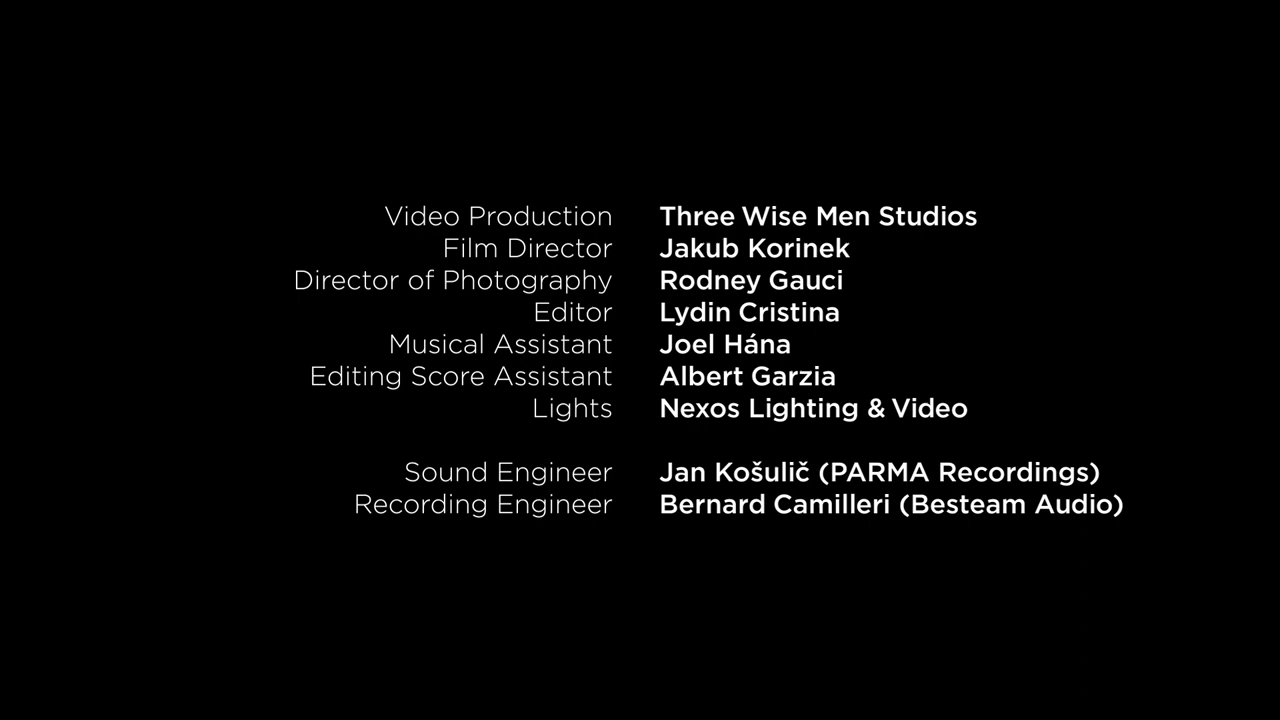 Video Production Three Wise Men Studios
Film Director Jakub Korinek
Director of Photography Rodney Gauci
Editor Lydin Cristina
Musical Assistant Joel Hána
Editing Score Assistant Albert Garzia
Lights Nexos Lighting & Video
Sound Engineer Jan Košulič (PARMA Recordings)
Recording Engineer Bernard Camilleri (Besteam Audio)